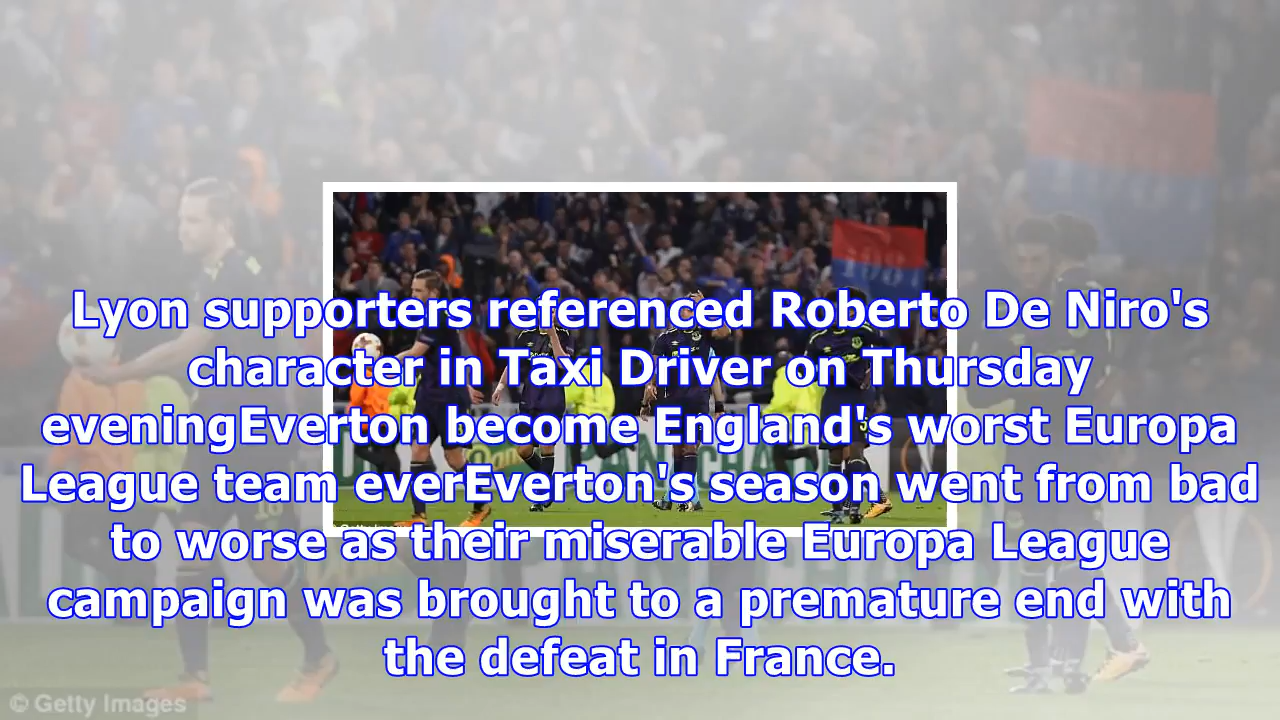 Lyon supporters referenced Roberto De Niro's
character in Taxi Driver on Thursday
eveningEverton become England's worst Europa
League team everEverton's season went from bad
to worse as their miserable Europa League
campaign was brought to a premature end with
the defeat in France.
© Getty Images